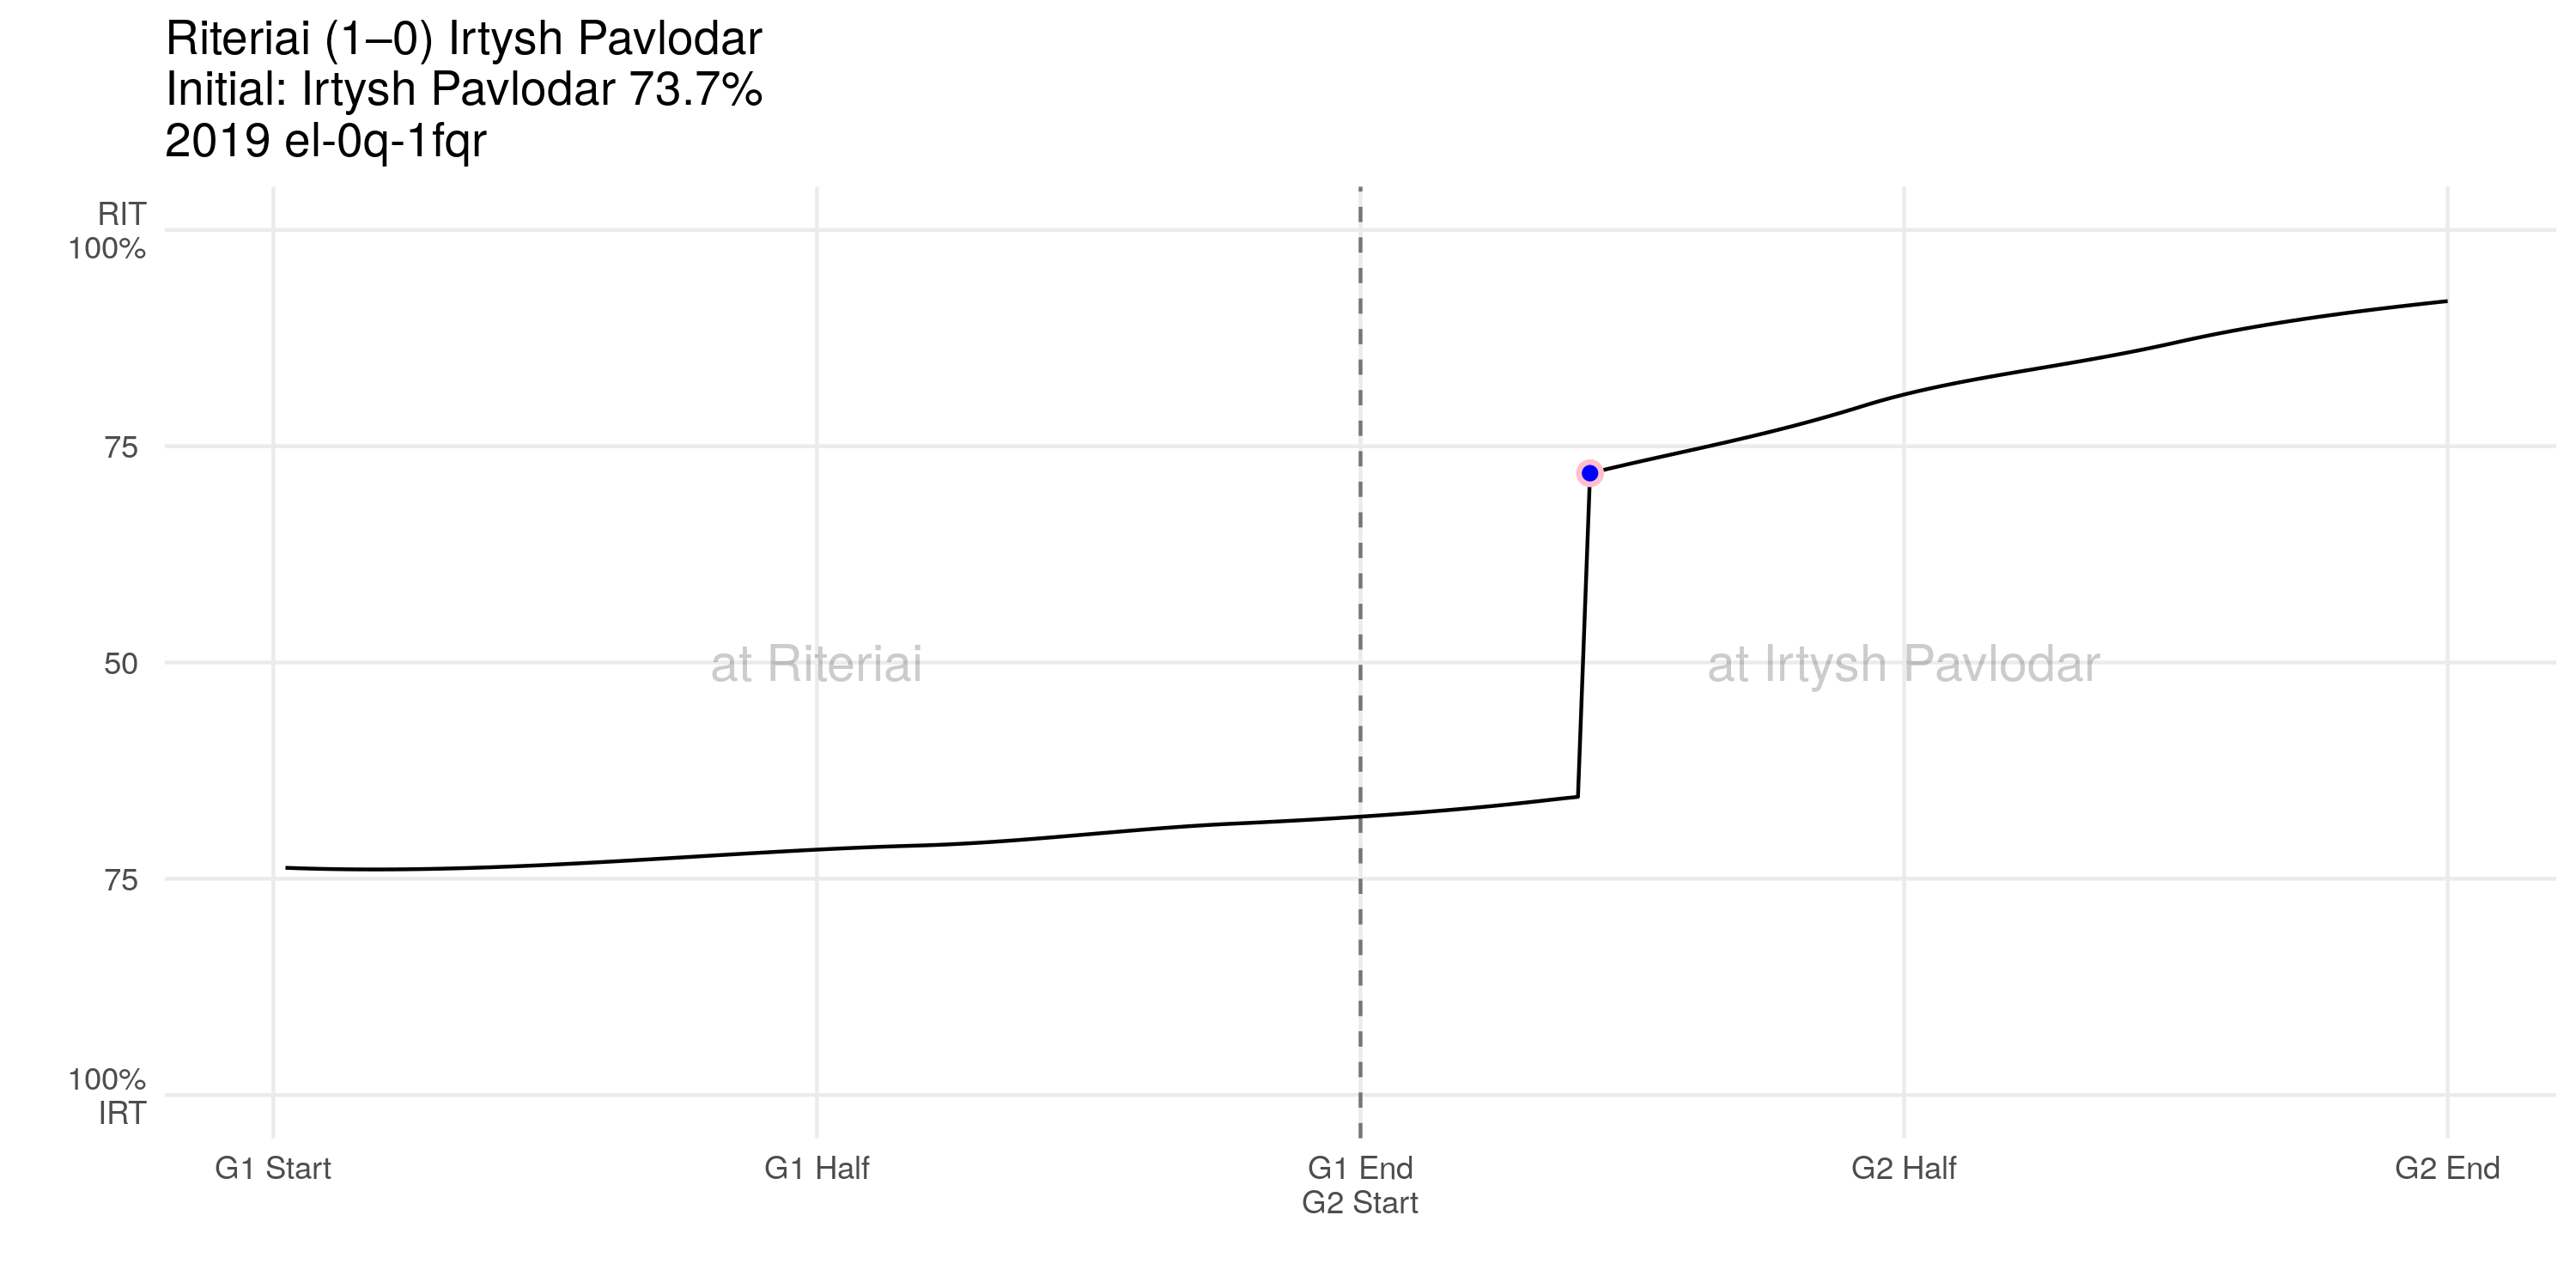 Riteriai (1–0) Irtysh Pavlodar
Initial: Irtysh Pavlodar 73.7%
2019 el-0q-1fqr
RIT
100%
75
50
75
100%
IRT
at Riteriai
at Irtysh Pavlodar
G1 Start
G1 Half
G1 End
G2 Start
G2 Half
G2 End